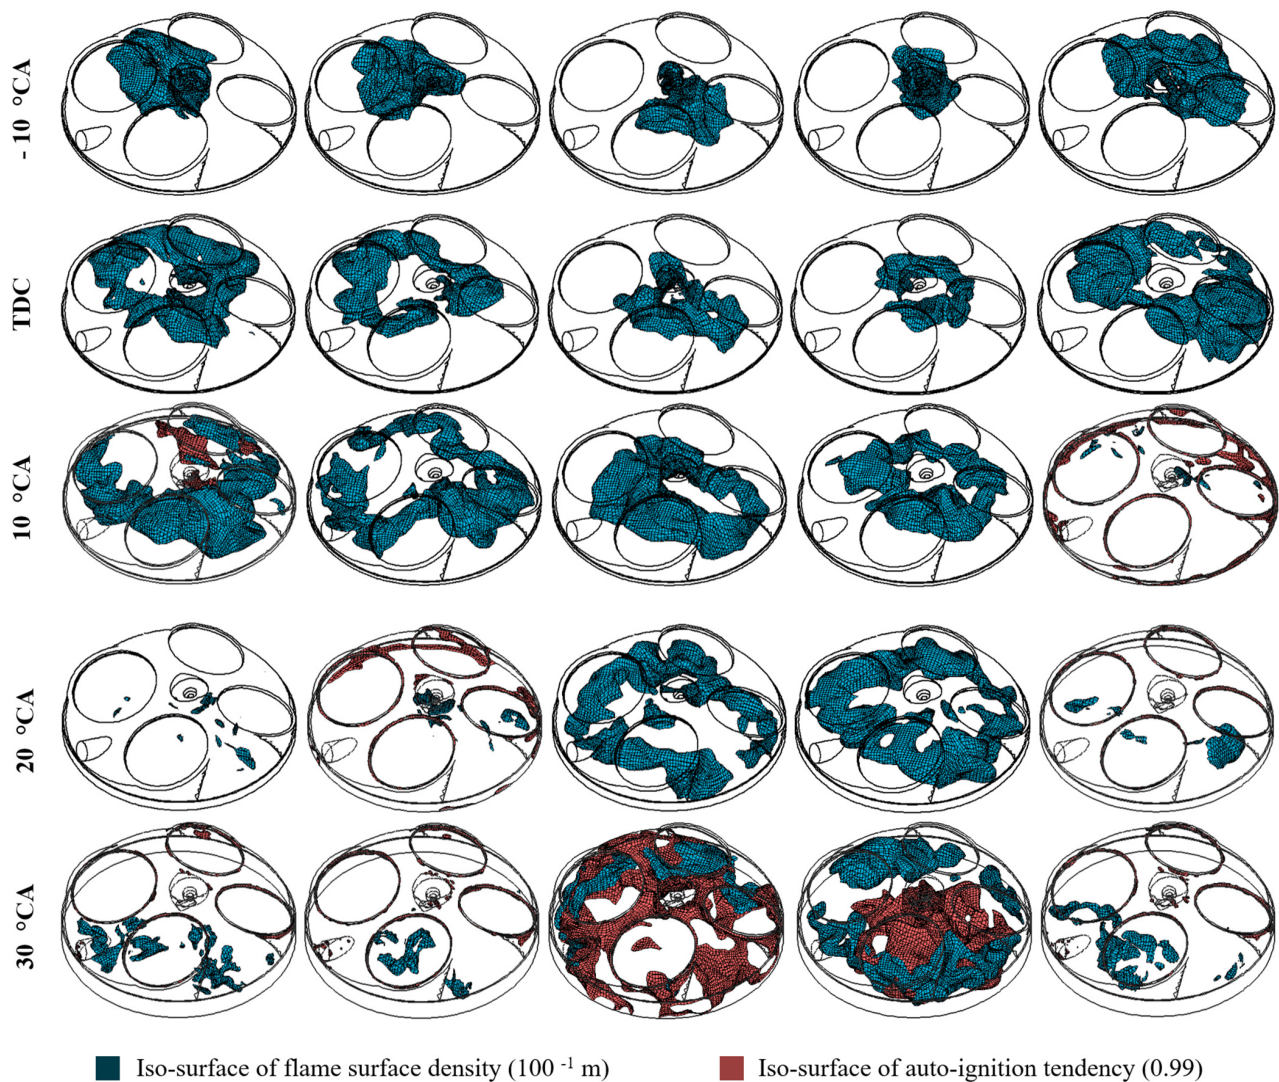 - 10 °CA
TDC
10 °CA
20 °CA
30 °CA
Iso-surface of flame surface density (100 ⁻¹ m)
Iso-surface of auto-ignition tendency (0.99)